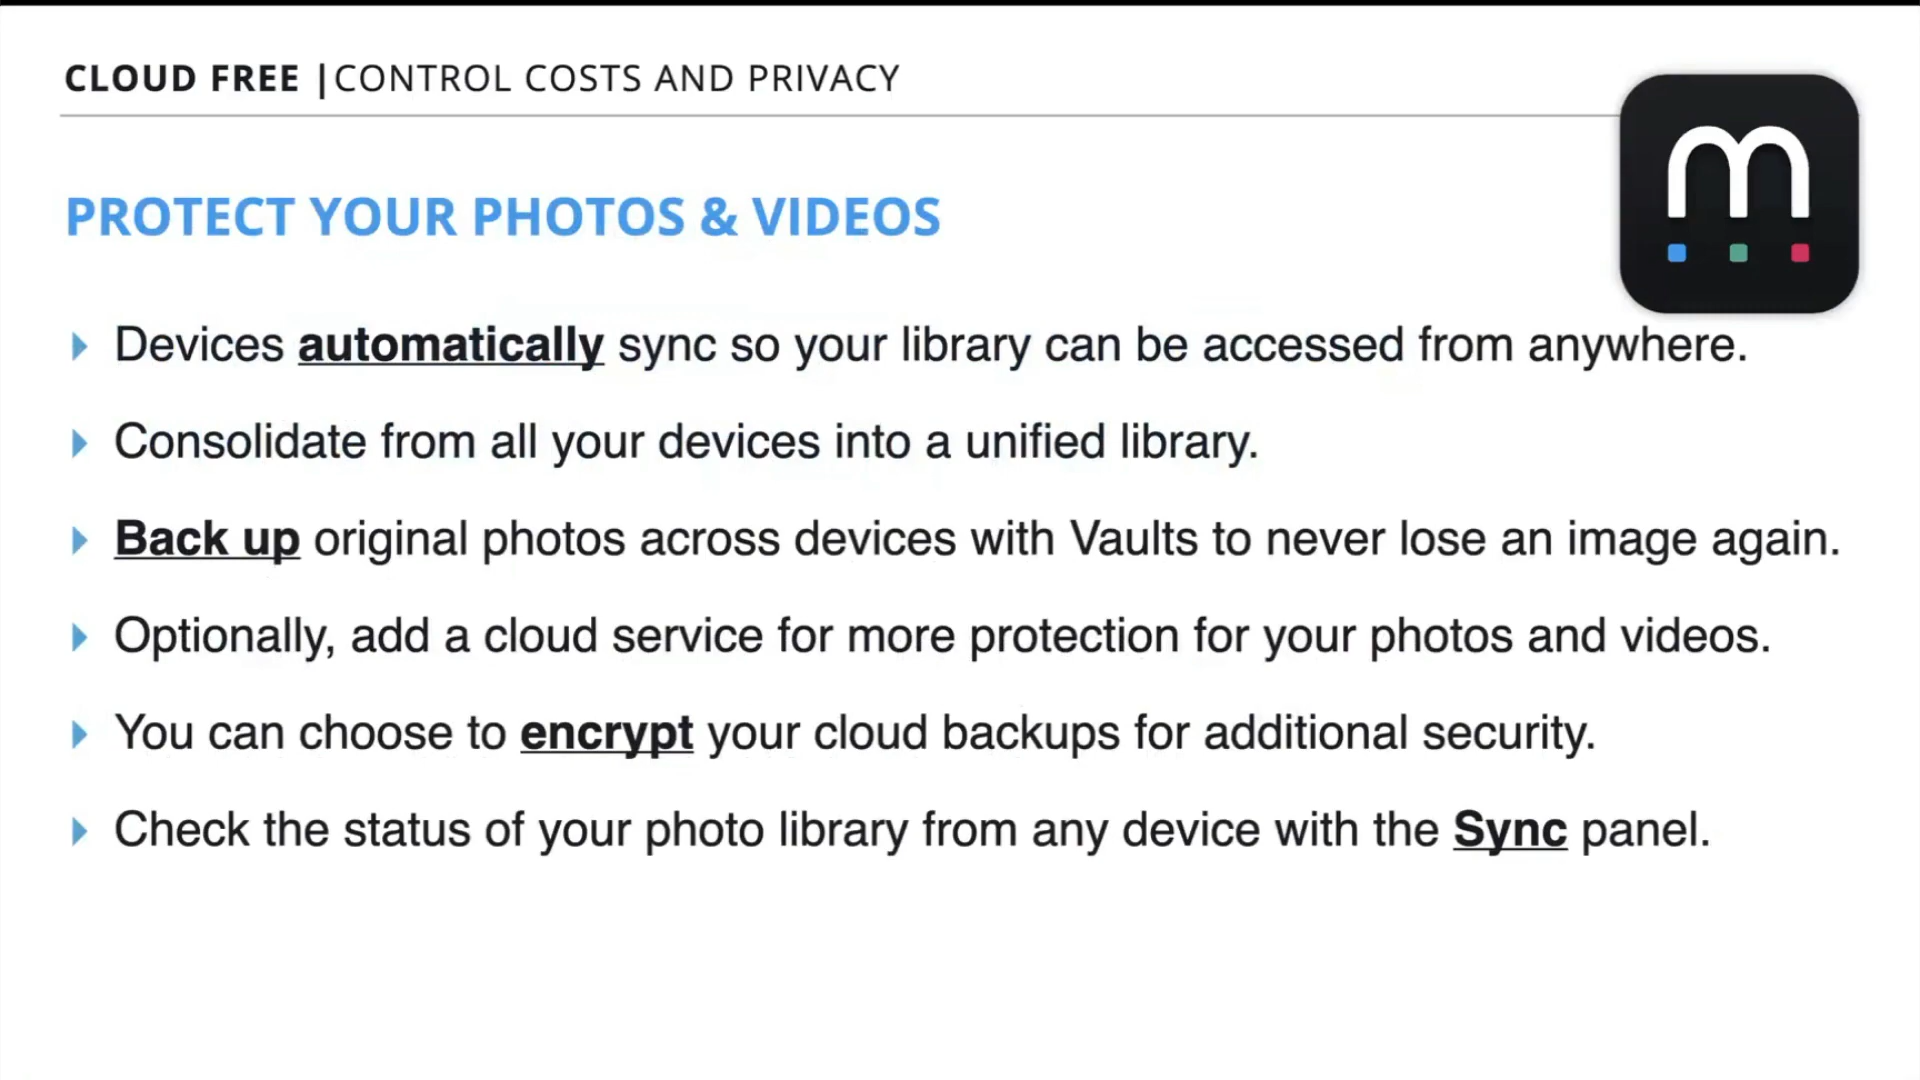 CLOUD FREE | CONTROL COSTS AND PRIVACY
m
PROTECT YOUR PHOTOS & VIDEOS
Devices automatically sync so your library can be accessed from anywhere.
Consolidate from all your devices into a unified library.
Back up original photos across devices with Vaults to never lose an image again.
Optionally, add a cloud service for more protection for your photos and videos.
You can choose to encrypt your cloud backups for additional security.
Check the status of your photo library from any device with the Sync panel.